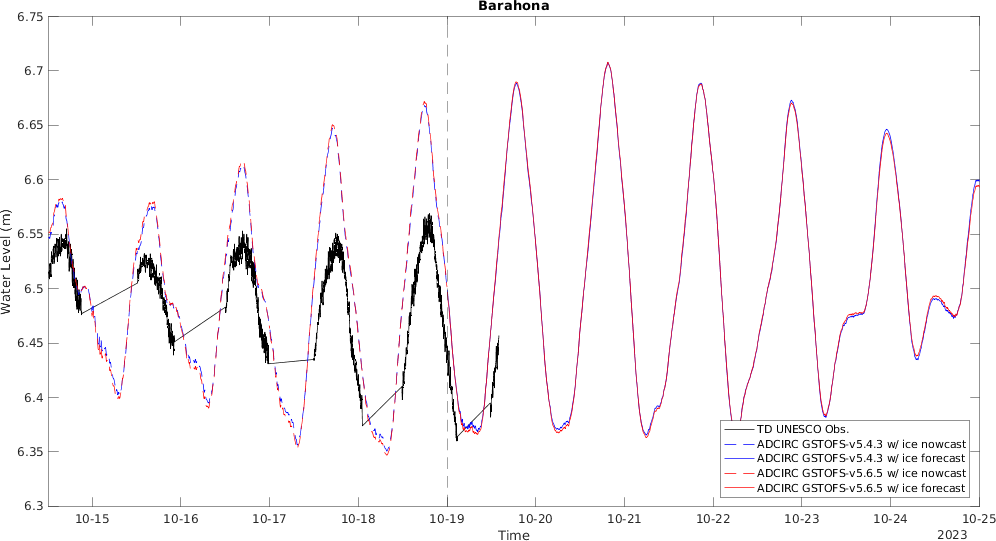 Barahona
6.75
6.7
6.65
6.6
6.55
6.5
6.45
6.4
6.35
6.3
Water Level (m)
10-15
10-16
10-17
10-18
10-19
10-20
10-21
10-22
10-23
10-24
10-25
Time
2023
TD UNESCO Obs.
ADCIRC GSTOFS-v5.4.3 w/ ice nowcast
ADCIRC GSTOFS-v5.4.3 w/ ice forecast
ADCIRC GSTOFS-v5.6.5 w/ ice nowcast
ADCIRC GSTOFS-v5.6.5 w/ ice forecast